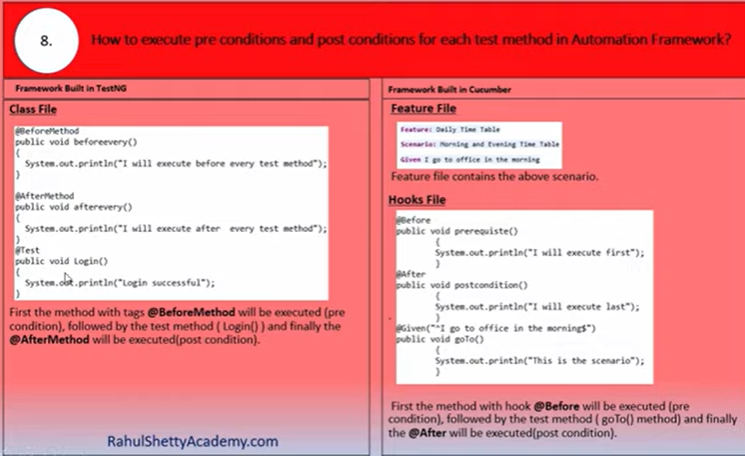 8.
How to execute pre conditions and post conditions for each test method in Automation Framework?
Framework Built in TestNG
Class File
@BeforeMethod
public void beforeevery()
{
System.out.println("I will execute before every test method");
}
@AfterMethod
public void afterevery()
{
System.out.println("I will execute after every test method");
}
@Test
public void Login()
{
System.out.println("Login successful");
}
First the method with tags @BeforeMethod will be executed (pre
condition), followed by the test method ( Login() ) and finally the
@AfterMethod will be executed(post condition).
RahulShettyAcademy.com
Framework Built in Cucumber
Feature File
Feature: Daily Time Table
Scenario: Morning and Evening Time Table
Given I go to office in the morning
Feature file contains the above scenario.
Hooks File
@Before
public void prerequiste()
{
System.out.println("I will execute first");
}
@After
public void postcondition()
{
System.out.println("I will execute last");
}
@Given("^I go to office in the morning$")
public void goTo()
{
System.out.println("This is the scenario");
}
First the method with hook @Before will be executed (pre
condition), followed by the test method ( goTo() method) and finally
the @After will be executed(post condition).